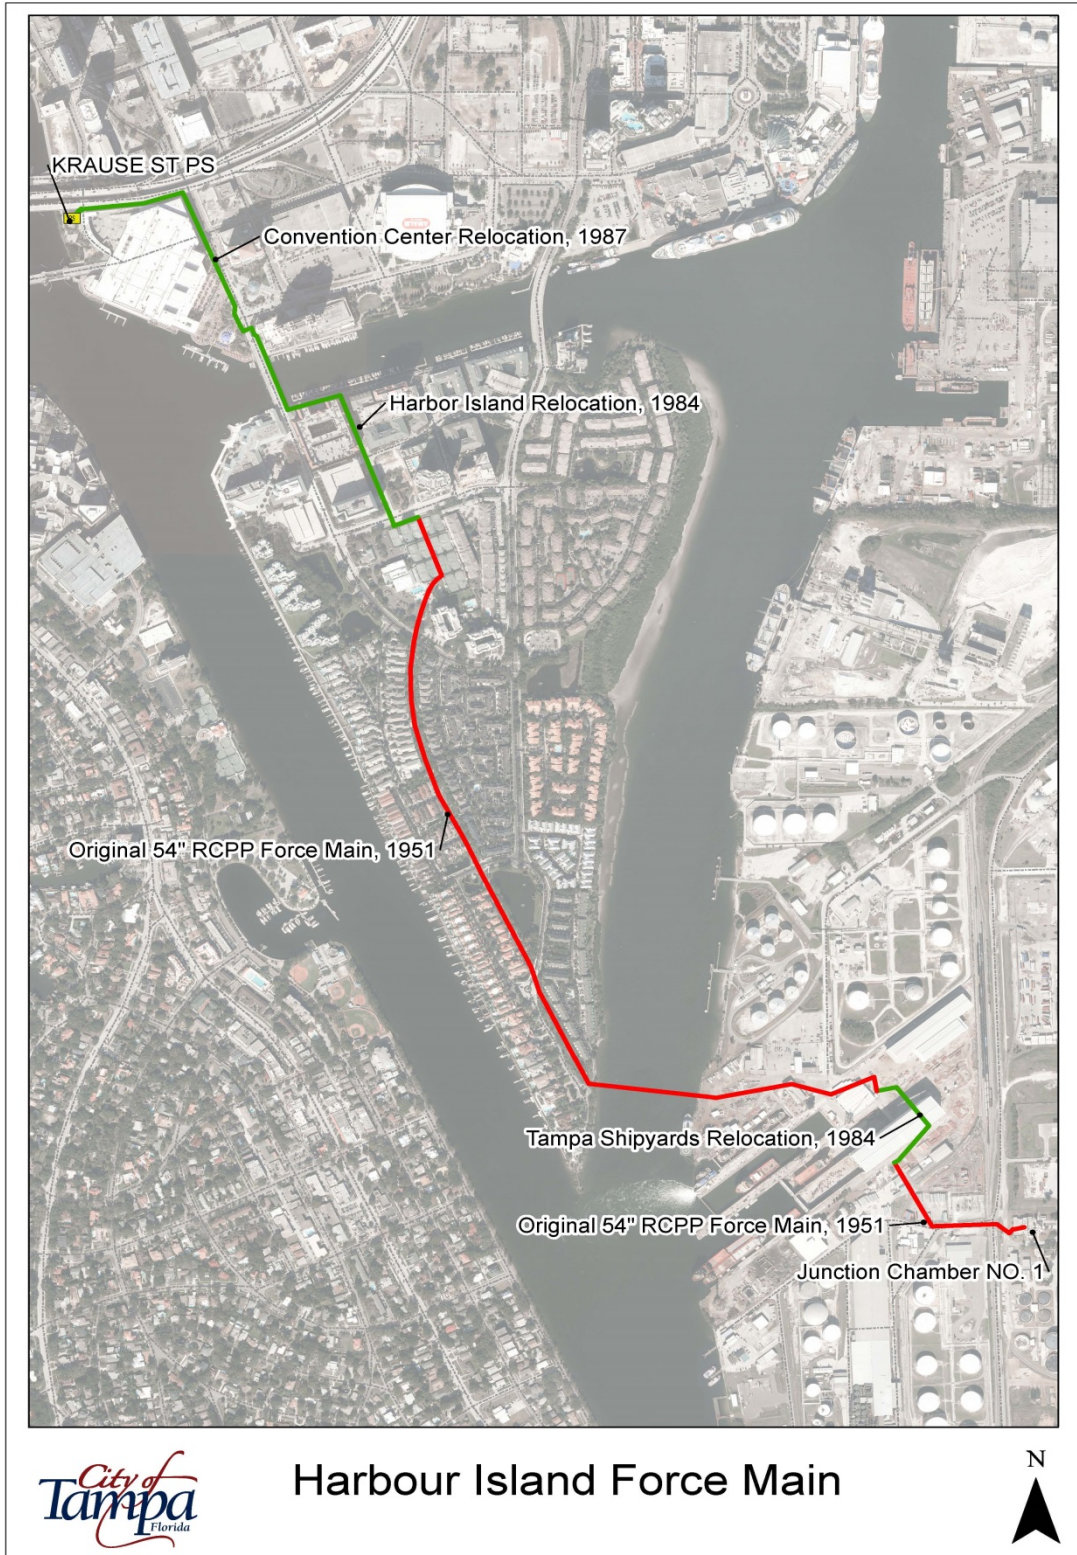 KRAUSE ST PS
Convention Center Relocation, 1987
Harbor Island Relocation, 1984
Original 54" RCPP Force Main, 1951
Tampa Shipyards Relocation, 1984
Original 54" RCPP Force Main, 1951
Junction Chamber NO. 1
City of
Tampa
Florida
Harbour Island Force Main
N